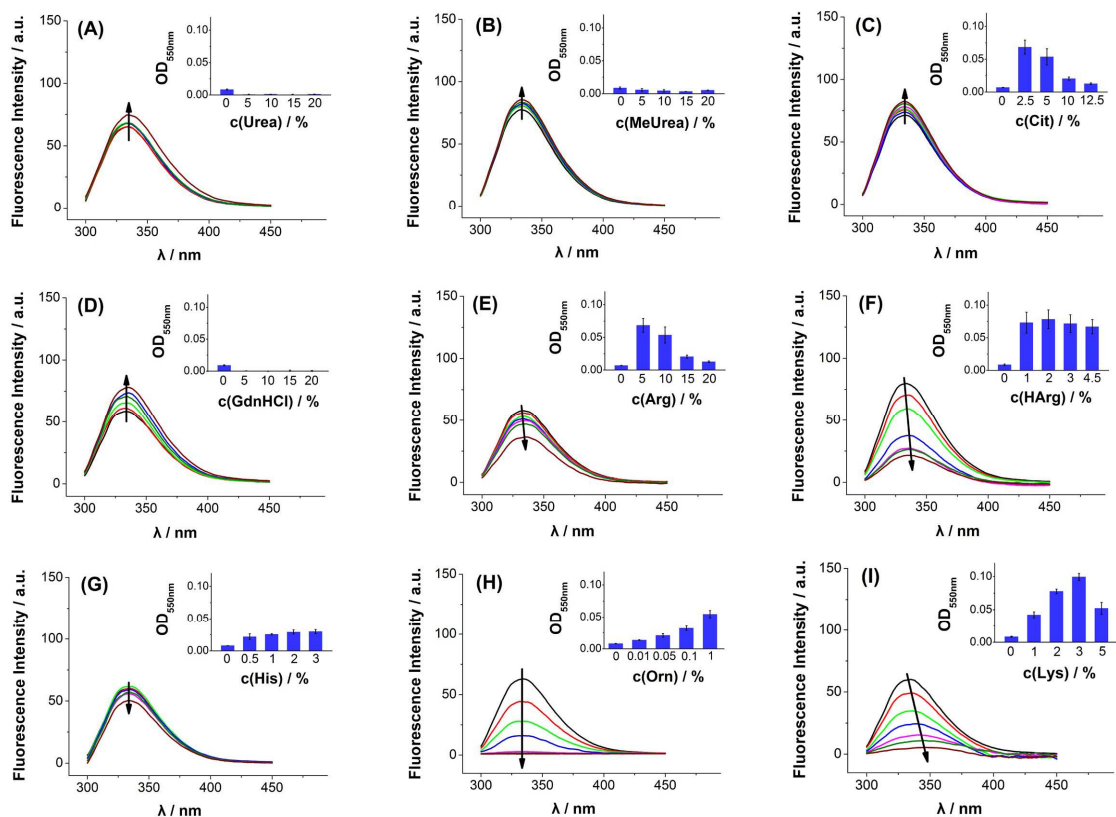 (A)
Fluorescence Intensity / a.u.
150
100
50
0
300 350 400 450
λ / nm
OD550nm
0.10
0.05
0.00
0 5 10 15 20
c(Urea) / %
(B)
Fluorescence Intensity / a.u.
150
100
50
0
300 350 400 450
λ / nm
OD550nm
0.10
0.05
0.00
0 5 10 15 20
c(MeUrea) / %
(C)
Fluorescence Intensity / a.u.
150
100
50
0
300 350 400 450
λ / nm
OD550nm
0.10
0.05
0.00
0 2.5 5 10 12.5
c(Cit) / %
(D)
Fluorescence Intensity / a.u.
150
100
50
0
300 350 400 450
λ / nm
OD550nm
0.10
0.05
0.00
0 5 10 15 20
c(GdnHCl) / %
(E)
Fluorescence Intensity / a.u.
150
100
50
0
300 350 400 450
λ / nm
OD550nm
0.10
0.05
0.00
0 5 10 15 20
c(Arg) / %
(F)
Fluorescence Intensity / a.u.
150
100
50
0
300 350 400 450
λ / nm
OD550nm
0.10
0.05
0.00
0 1 2 3 4.5
c(HArg) / %
(G)
Fluorescence Intensity / a.u.
150
100
50
0
300 350 400 450
λ / nm
OD550nm
0.10
0.05
0.00
0 0.5 1 2 3
c(His) / %
(H)
Fluorescence Intensity / a.u.
150
100
50
0
300 350 400 450
λ / nm
OD550nm
0.10
0.05
0.00
0 0.01 0.05 0.1 1
c(Orn) / %
(I)
Fluorescence Intensity / a.u.
150
100
50
0
300 350 400 450
λ / nm
OD550nm
0.10
0.05
0.00
0 1 2 3 5
c(Lys) / %